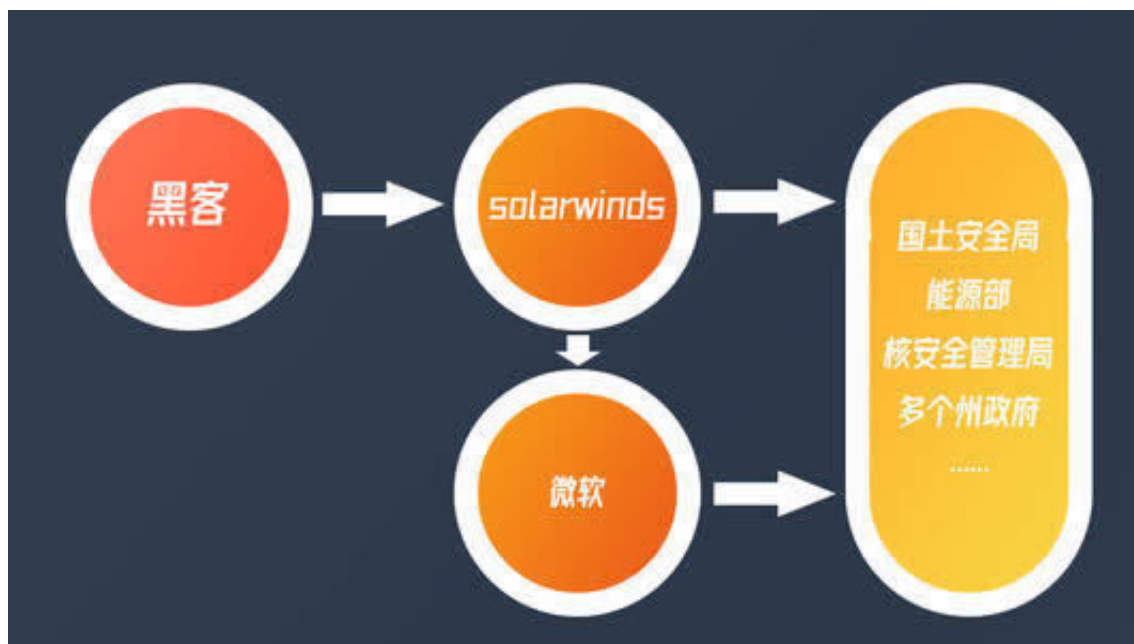 黑客
solarwinds
国土安全局
能源部
核安全管理局
多个州政府
......
微软